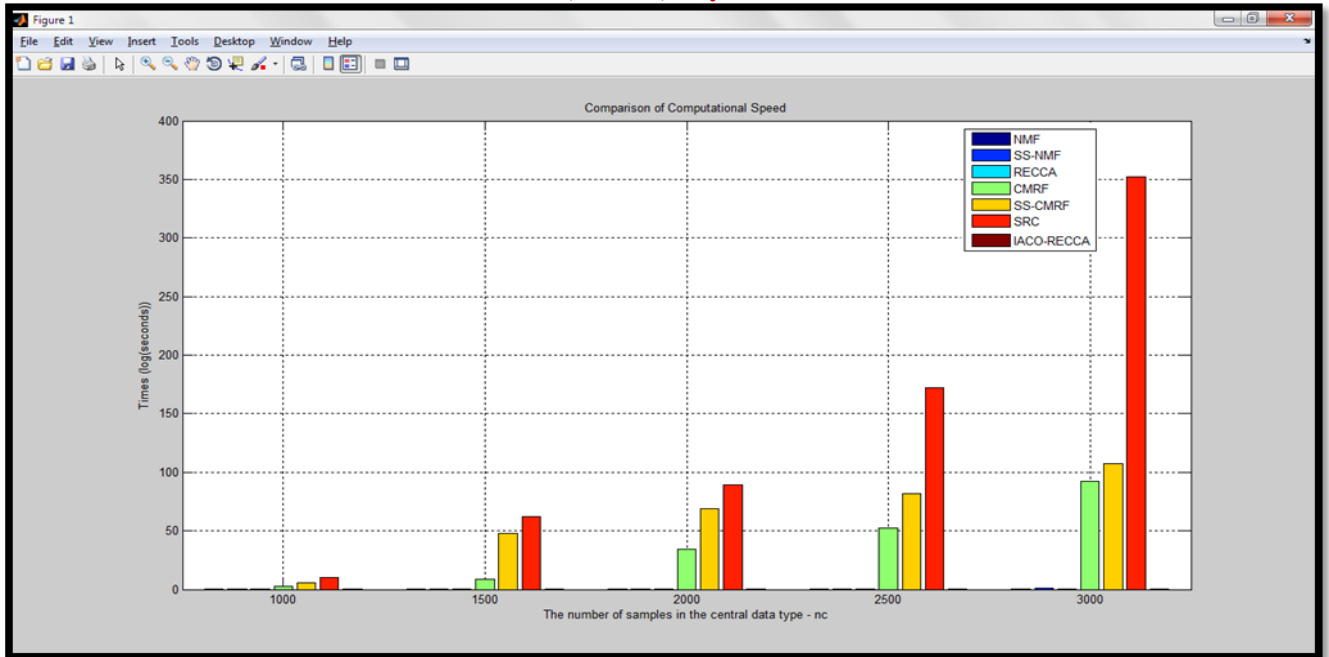 Figure 1
File Edit View Insert Tools Desktop Window Help
Comparison of Computational Speed
400
350
300
250
200
150
100
50
0
Times (log(seconds))
NMF
SS-NMF
RECCA
CMRF
SS-CMRF
SRC
IACO-RECCA
1000 1500 2000 2500 3000
The number of samples in the central data type - nc